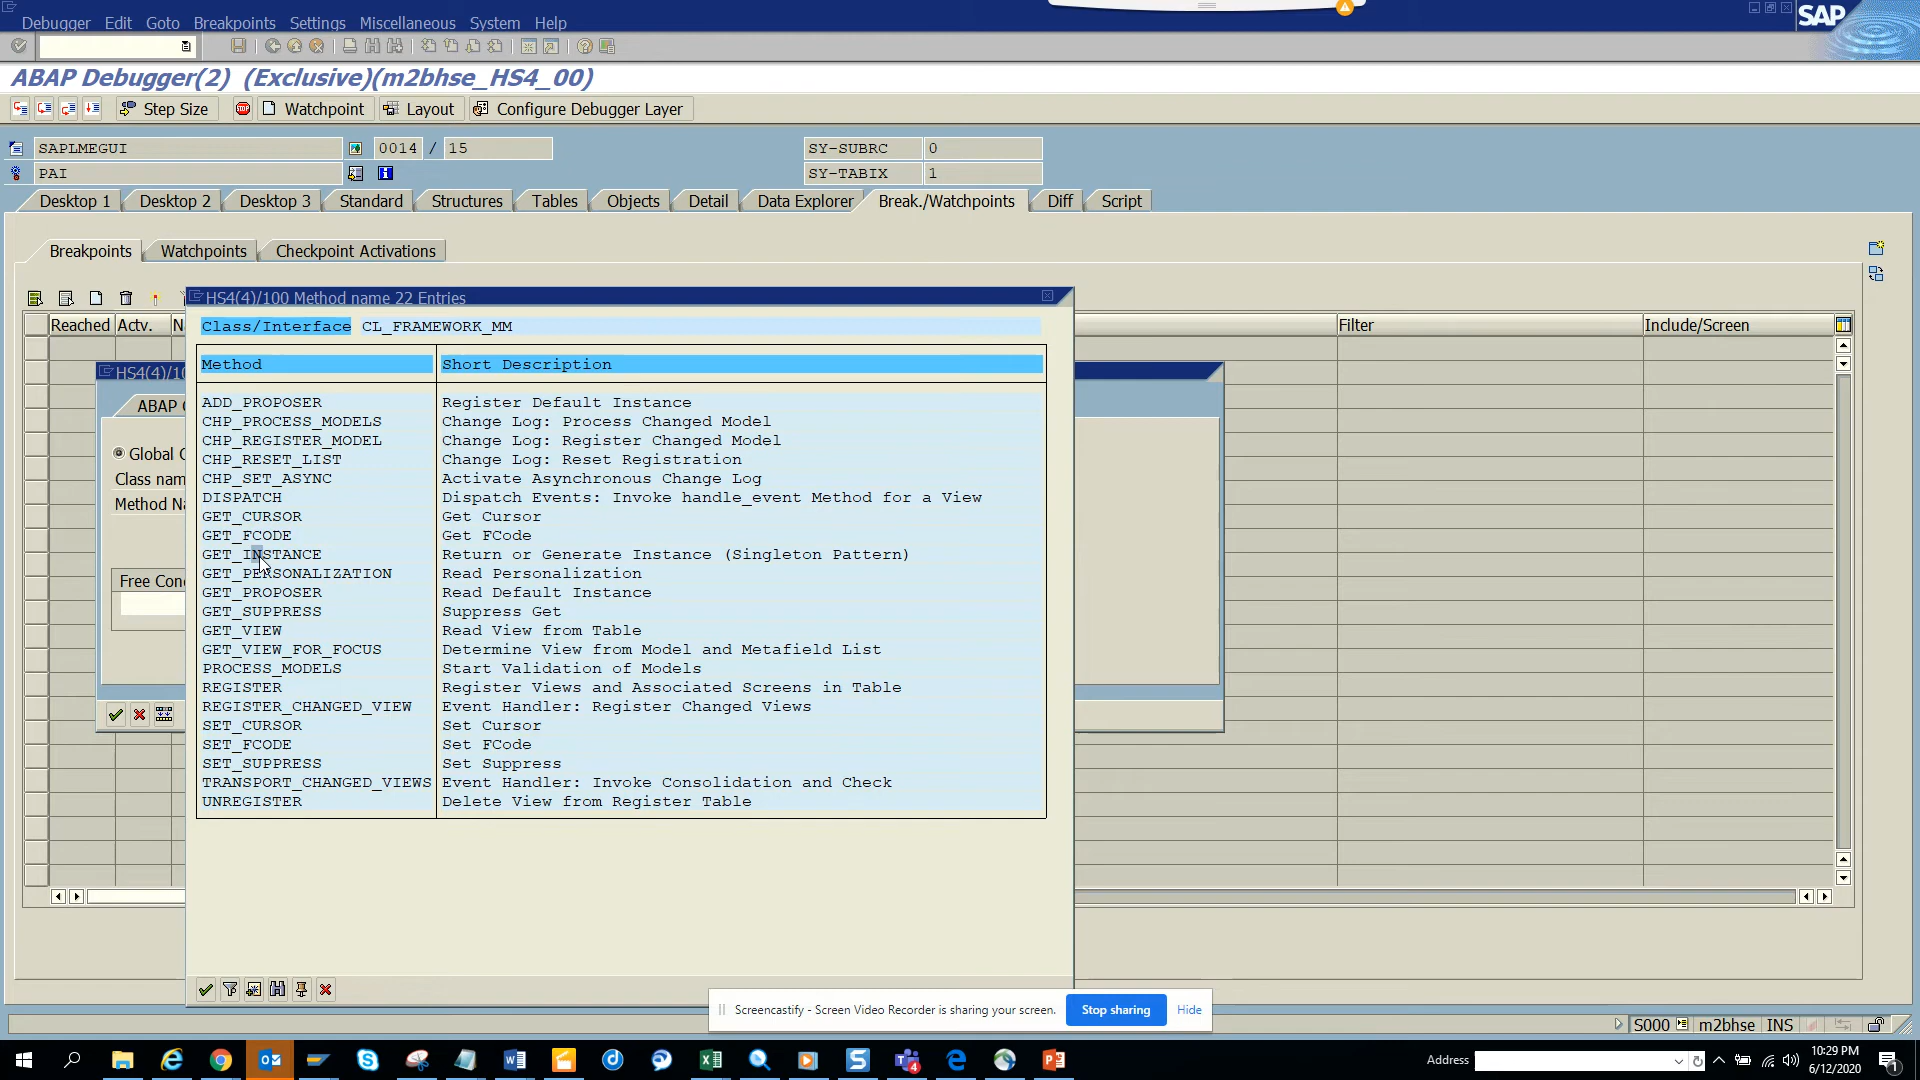 Debugger Edit Goto Breakpoints Settings Miscellaneous System Help
SAP
ABAP Debugger(2) (Exclusive)(m2bhse_HS4_00)
Step Size Watchpoint Layout Configure Debugger Layer
SAPLMEGUI 0014 / 15 SY-SUBRC 0
PAI SY-TABIX 1
Desktop 1 Desktop 2 Desktop 3 Standard Structures Tables Objects Detail Data Explorer Break./Watchpoints Diff Script
Breakpoints Watchpoints Checkpoint Activations
Reached Actv. N Filter Include/Screen
HS4(4)/10
ABAP
Global
Class nam
Method Na
Free Con
HS4(4)/100 Method name 22 Entries
Class/Interface CL_FRAMEWORK_MM
Method Short Description
ADD_PROPOSER Register Default Instance
CHP_PROCESS_MODELS Change Log: Process Changed Model
CHP_REGISTER_MODEL Change Log: Register Changed Model
CHP_RESET_LIST Change Log: Reset Registration
CHP_SET_ASYNC Activate Asynchronous Change Log
DISPATCH Dispatch Events: Invoke handle_event Method for a View
GET_CURSOR Get Cursor
GET_FCODE Get FCode
GET_INSTANCE Return or Generate Instance (Singleton Pattern)
GET_PERSONALIZATION Read Personalization
GET_PROPOSER Read Default Instance
GET_SUPPRESS Suppress Get
GET_VIEW Read View from Table
GET_VIEW_FOR_FOCUS Determine View from Model and Metafield List
PROCESS_MODELS Start Validation of Models
REGISTER Register Views and Associated Screens in Table
REGISTER_CHANGED_VIEW Event Handler: Register Changed Views
SET_CURSOR Set Cursor
SET_FCODE Set FCode
SET_SUPPRESS Set Suppress
TRANSPORT_CHANGED_VIEWS Event Handler: Invoke Consolidation and Check
UNREGISTER Delete View from Register Table
Screencastify - Screen Video Recorder is sharing your screen. Stop sharing Hide
S000 m2bhse INS
Address
10:29 PM
6/12/2020